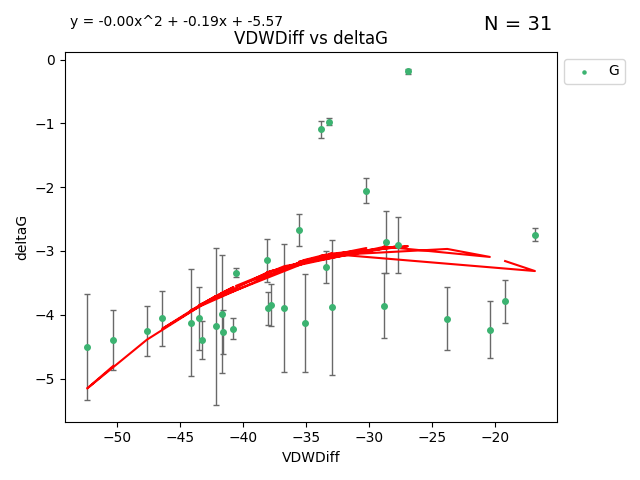 y = -0.00x^2 + -0.19x + -5.57
N = 31
VDWDiff vs deltaG
G
0
−1
−2
−3
−4
−5
deltaG
−50 −45 −40 −35 −30 −25 −20
VDWDiff